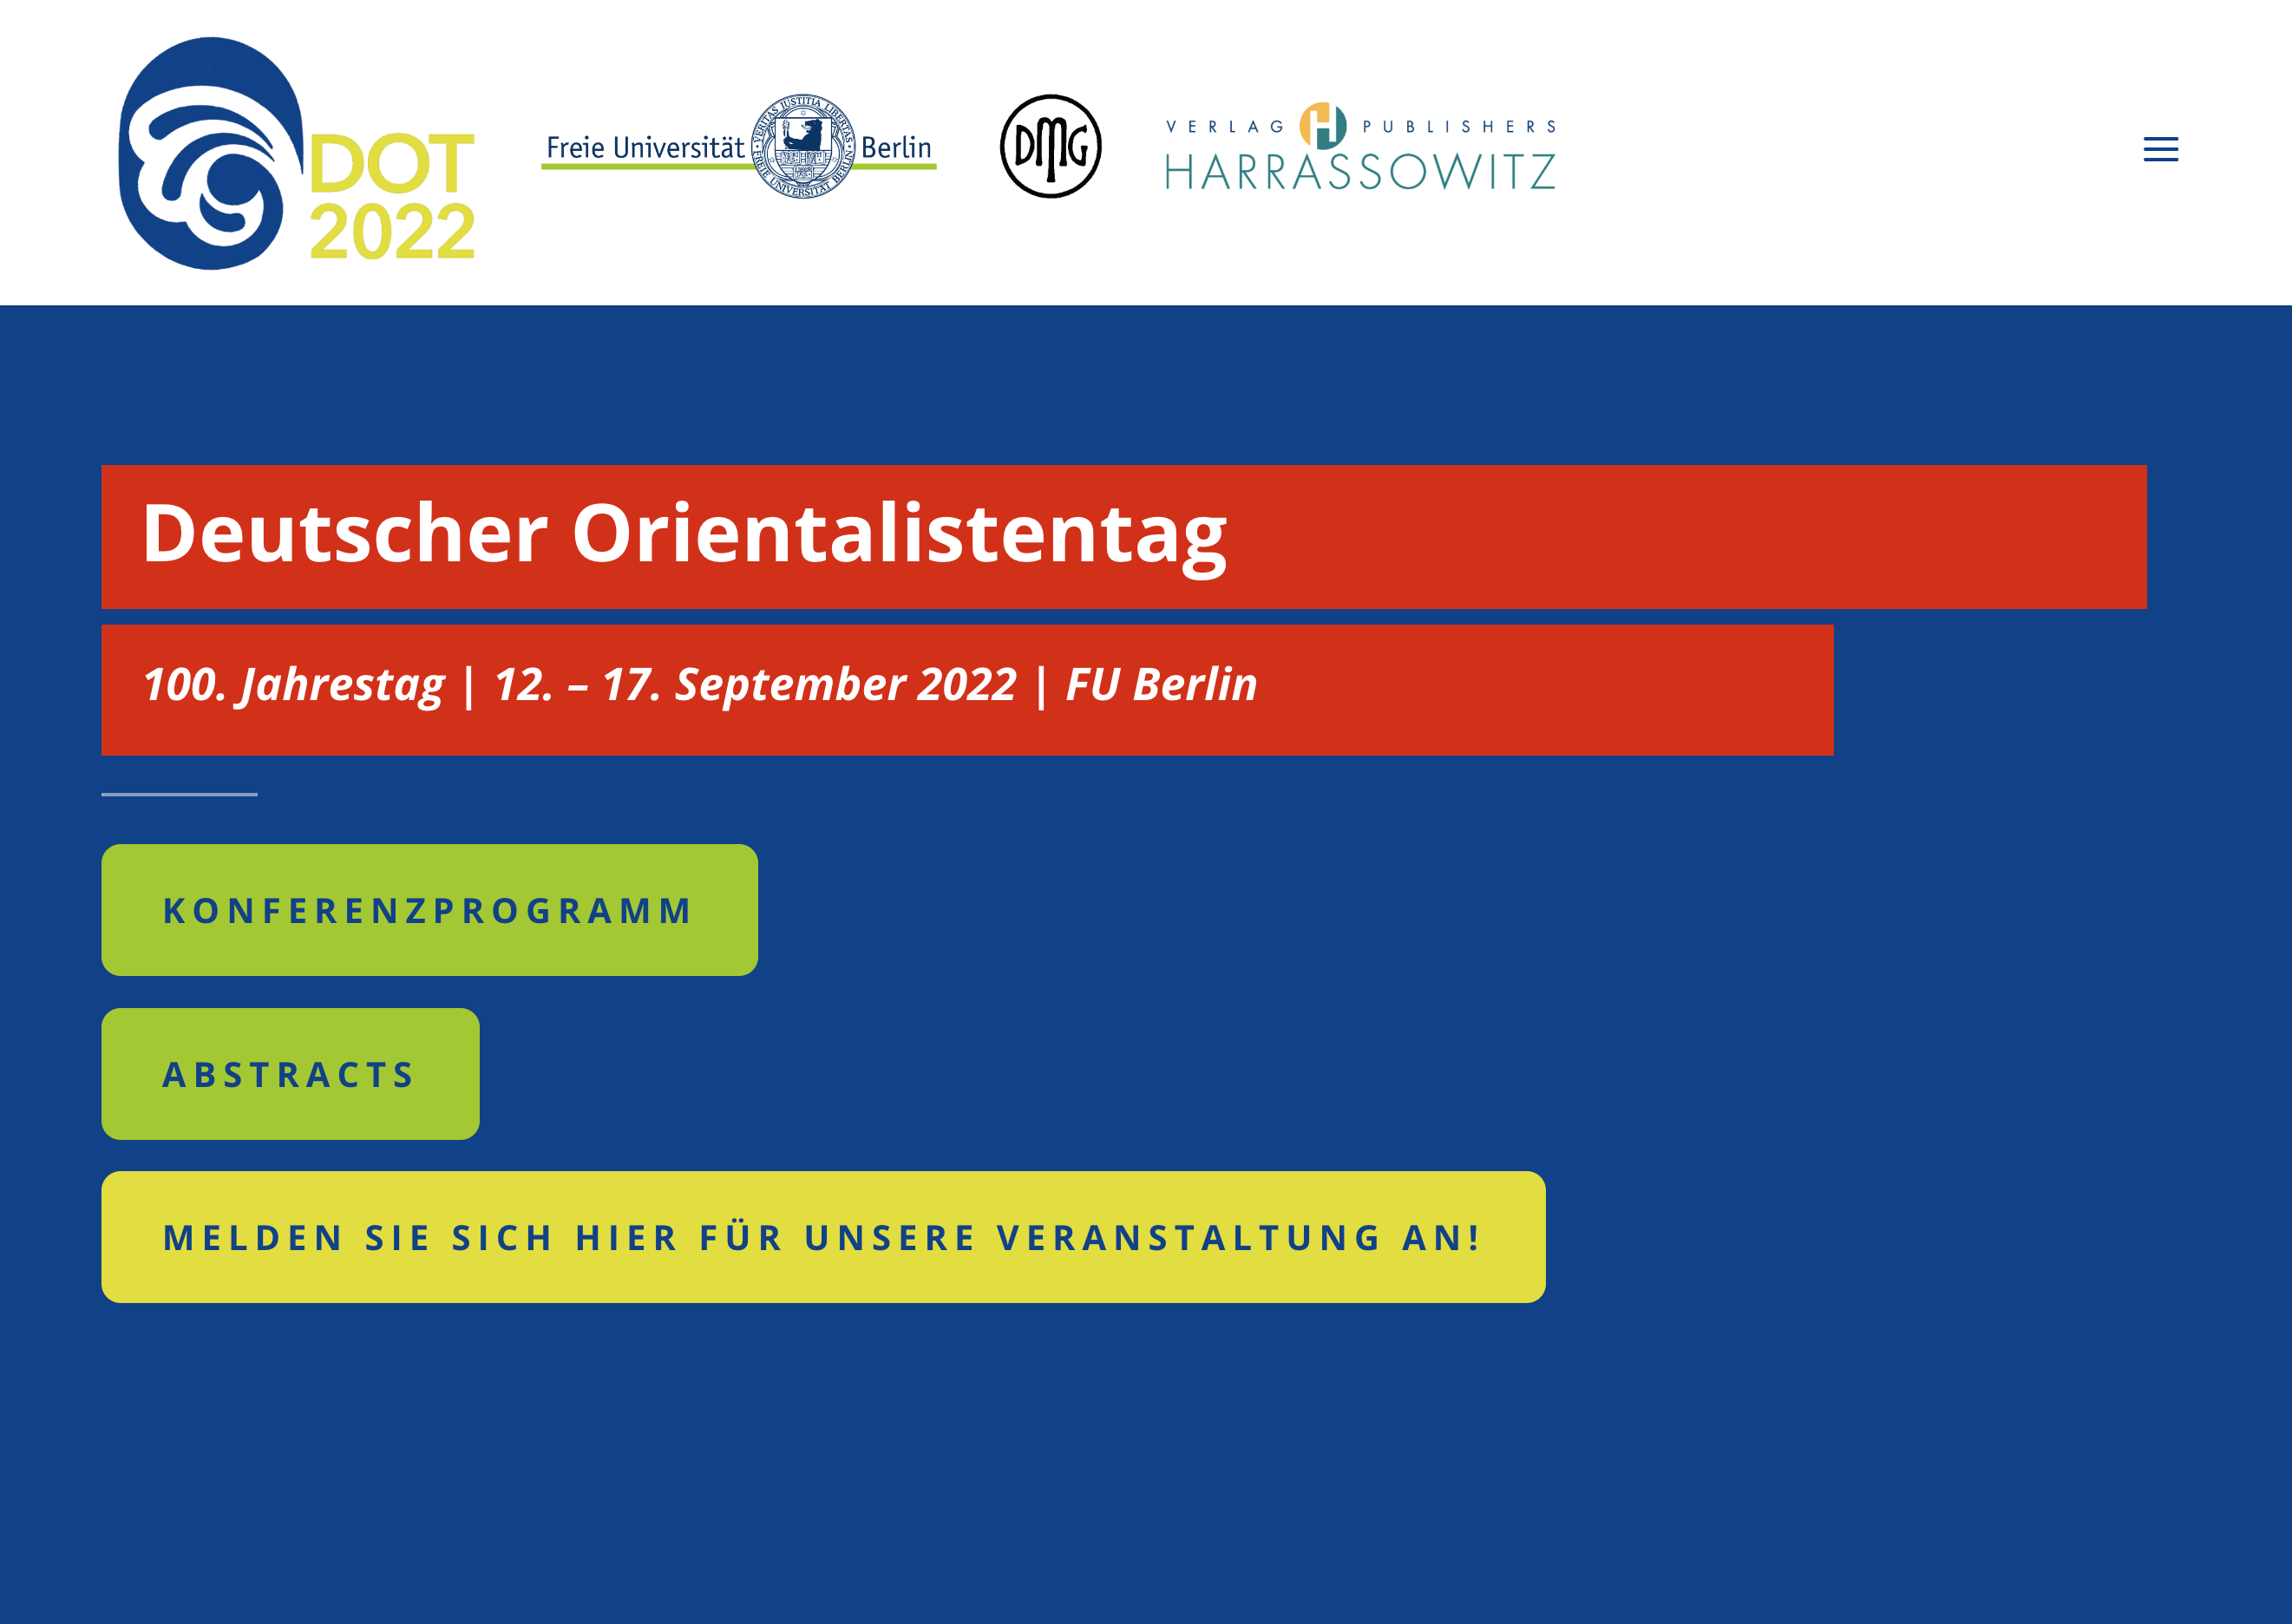 DOT
2022
Freie Universität Berlin
VERITAS IUSTITIA LIBERTAS
FREIE UNIVERSITÄT BERLIN
DMG
VERLAG H PUBLISHERS
HARRASSOWITZ
Deutscher Orientalistentag
100. Jahrestag | 12. – 17. September 2022 | FU Berlin
KONFERENZPROGRAMM
ABSTRACTS
MELDEN SIE SICH HIER FÜR UNSERE VERANSTALTUNG AN!